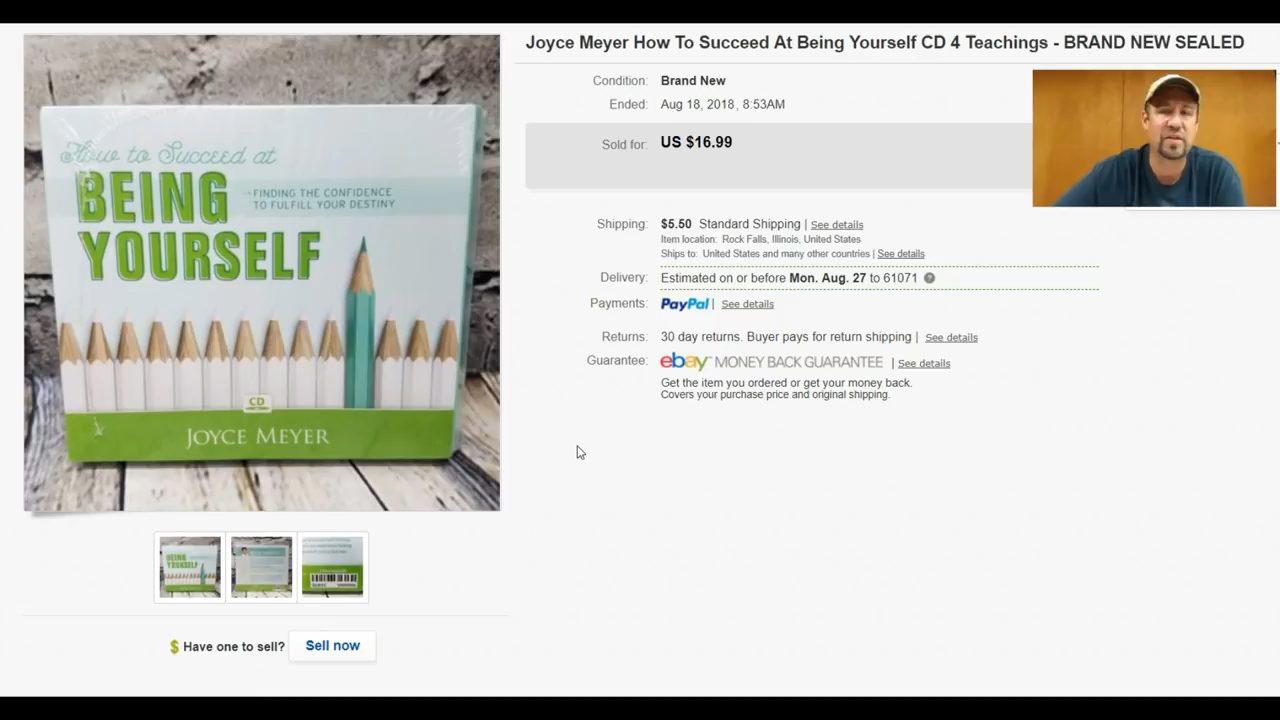 Joyce Meyer How To Succeed At Being Yourself CD 4 Teachings - BRAND NEW SEALED
Condition: Brand New
Ended: Aug 18, 2018, 8:53AM
Sold for: US $16.99
Shipping: $5.50 Standard Shipping | See details
Item location: Rock Falls, Illinois, United States
Ships to: United States and many other countries | See details
Delivery: Estimated on or before Mon. Aug. 27 to 61071
Payments: PayPal | See details
Returns: 30 day returns. Buyer pays for return shipping | See details
Guarantee: ebay MONEY BACK GUARANTEE | See details
Get the item you ordered or get your money back.
Covers your purchase price and original shipping.
How to Succeed at
BEING
YOURSELF
FINDING THE CONFIDENCE
TO FULFILL YOUR DESTINY
CD
JOYCE MEYER
BEING
YOURSELF
$ Have one to sell? Sell now